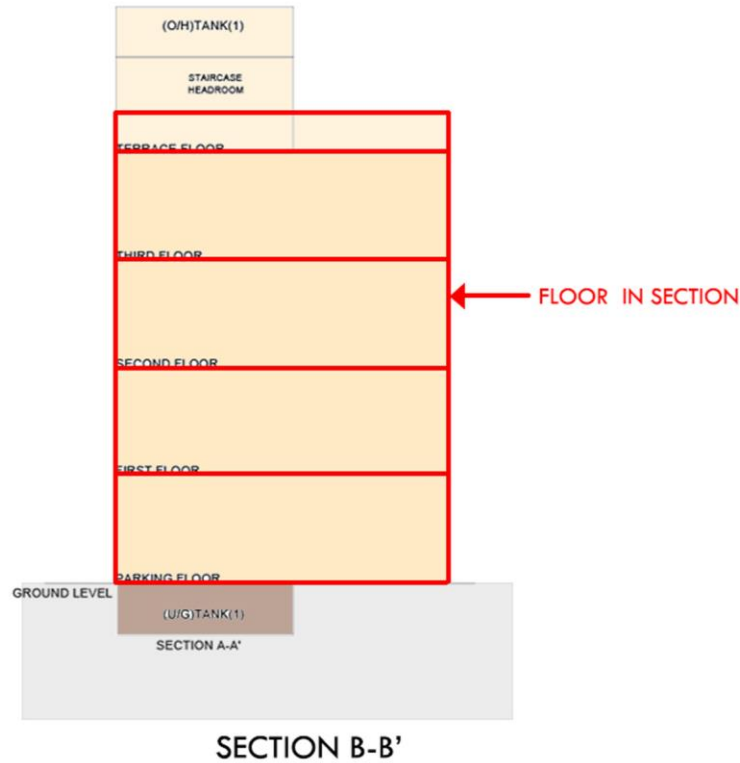 (O/H)TANK(1)
STAIRCASE
HEADROOM
TERRACE FLOOR
THIRD FLOOR
FLOOR IN SECTION
SECOND FLOOR
FIRST FLOOR
PARKING FLOOR
GROUND LEVEL
(U/G)TANK(1)
SECTION A-A'
SECTION B-B'